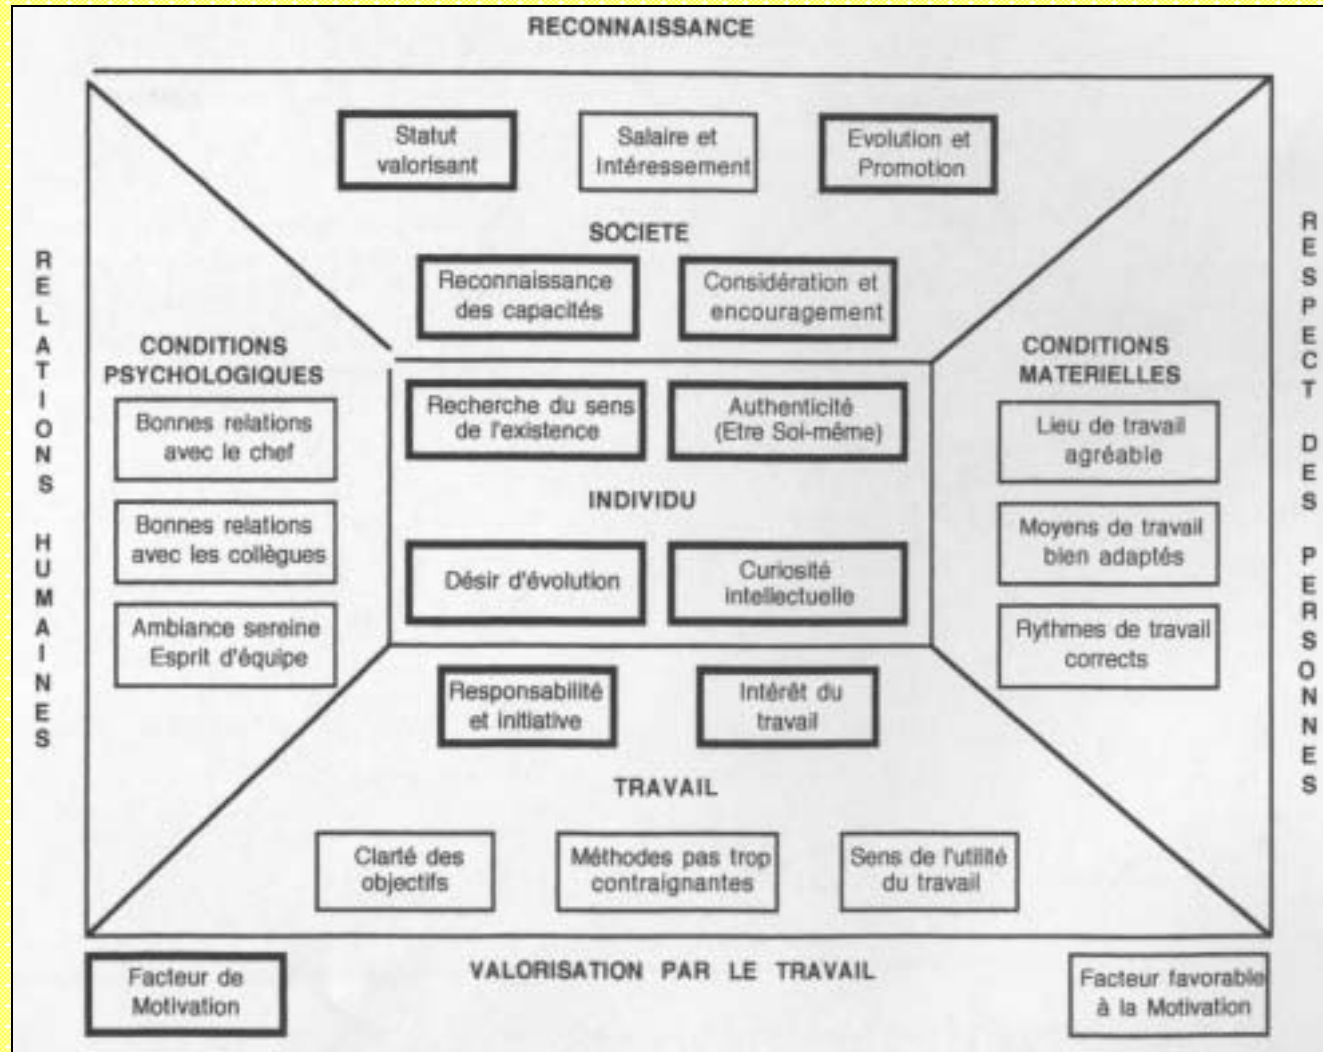 RECONNAISSANCE
Statut
valorisant
Salaire et
Intéressement
Evolution et
Promotion
SOCIETE
Reconnaissance
des capacités
Considération et
encouragement
RELATIONS HUMAINES
CONDITIONS
PSYCHOLOGIQUES
Bonnes relations
avec le chef
Bonnes relations
avec les collègues
Ambiance sereine
Esprit d'équipe
Recherche du sens
de l'existence
Authenticité
(Etre Soi-même)
INDIVIDU
Désir d'évolution
Curiosité
intellectuelle
CONDITIONS
MATERIELLES
Lieu de travail
agréable
Moyens de travail
bien adaptés
Rythmes de travail
corrects
RESPECT DES PERSONNES
Responsabilité
et initiative
Intérêt du
travail
TRAVAIL
Clarté des
objectifs
Méthodes pas trop
contraignantes
Sens de l'utilité
du travail
VALORISATION PAR LE TRAVAIL
Facteur de
Motivation
Facteur favorable
à la Motivation